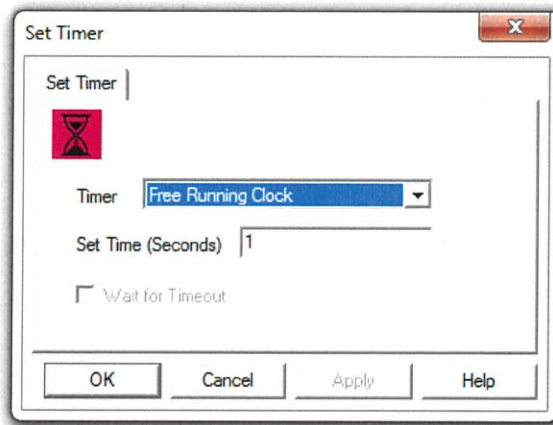 Set Timer
Set Timer
Timer Free Running Clock
Set Time (Seconds) 1
Wait for Timeout
OK Cancel Apply Help